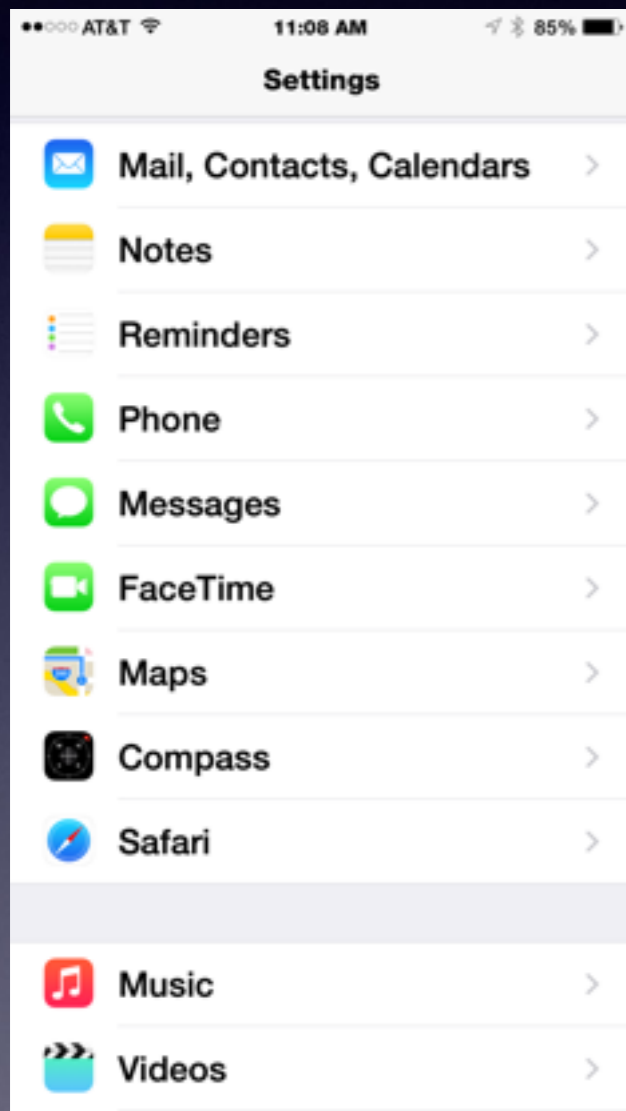 AT&T 11:08 AM 85%
Settings
Mail, Contacts, Calendars
Notes
Reminders
Phone
Messages
FaceTime
Maps
Compass
Safari
Music
Videos